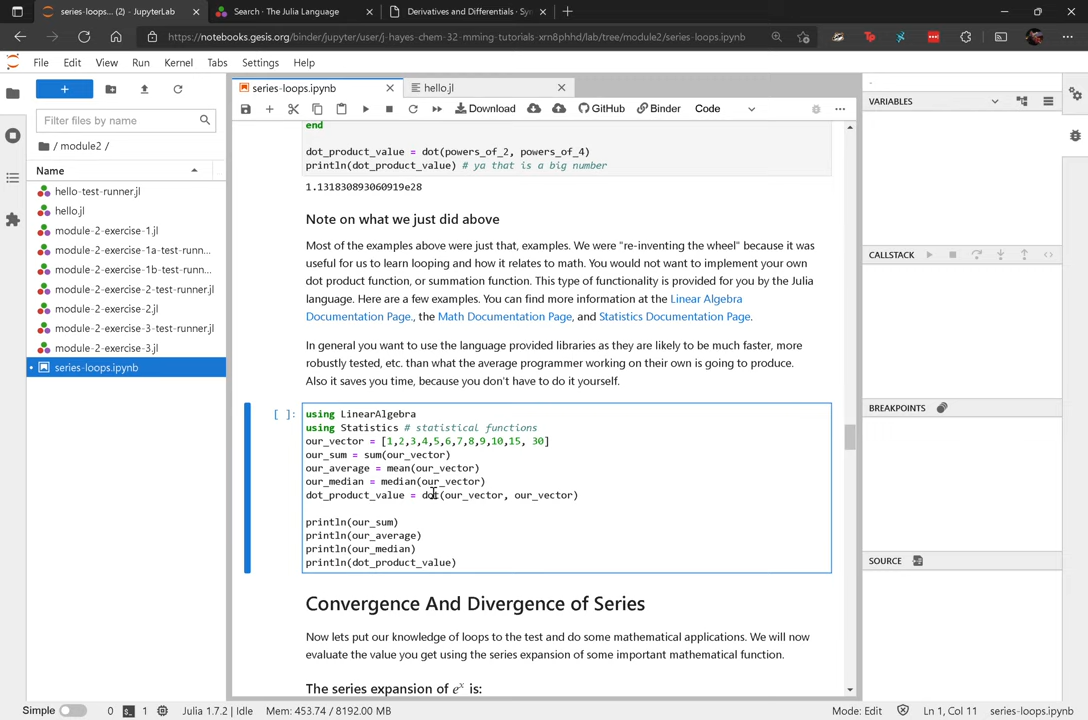 series-loops... (2) - JupyterLab
Search · The Julia Language
Derivatives and Differentials · Sy
https://notebooks.gesis.org/binder/jupyter/user/j-hayes-chem-32-mming-tutorials-xrn8phhd/lab/tree/module2/series-loops.ipynb
File Edit View Run Kernel Tabs Settings Help
Filter files by name
/ module2 /
Name
hello-test-runner.jl
hello.jl
module-2-exercise-1.jl
module-2-exercise-1a-test-runn...
module-2-exercise-1b-test-runn...
module-2-exercise-2-test-runner.jl
module-2-exercise-2.jl
module-2-exercise-3-test-runner.jl
module-2-exercise-3.jl
series-loops.ipynb
series-loops.ipynb
hello.jl
Download GitHub Binder Code
end
dot_product_value = dot(powers_of_2, powers_of_4)
println(dot_product_value) # ya that is a big number
1.131830893060919e28
Note on what we just did above
Most of the examples above were just that, examples. We were "re-inventing the wheel" because it was
useful for us to learn looping and how it relates to math. You would not want to implement your own
dot product function, or summation function. This type of functionality is provided for you by the Julia
language. Here are a few examples. You can find more information at the Linear Algebra
Documentation Page., the Math Documentation Page, and Statistics Documentation Page.
In general you want to use the language provided libraries as they are likely to be much faster, more
robustly tested, etc. than what the average programmer working on their own is going to produce.
Also it saves you time, because you don't have to do it yourself.
[ ]:
using LinearAlgebra
using Statistics # statistical functions
our_vector = [1,2,3,4,5,6,7,8,9,10,15, 30]
our_sum = sum(our_vector)
our_average = mean(our_vector)
our_median = median(our_vector)
dot_product_value = dot(our_vector, our_vector)
println(our_sum)
println(our_average)
println(our_median)
println(dot_product_value)
Convergence And Divergence of Series
Now lets put our knowledge of loops to the test and do some mathematical applications. We will now
evaluate the value you get using the series expansion of some important mathematical function.
The series expansion of e^x is:
VARIABLES
CALLSTACK
BREAKPOINTS
SOURCE
Simple 0 1 Julia 1.7.2 | Idle Mem: 453.74 / 8192.00 MB
Mode: Edit Ln 1, Col 11 series-loops.ipynb